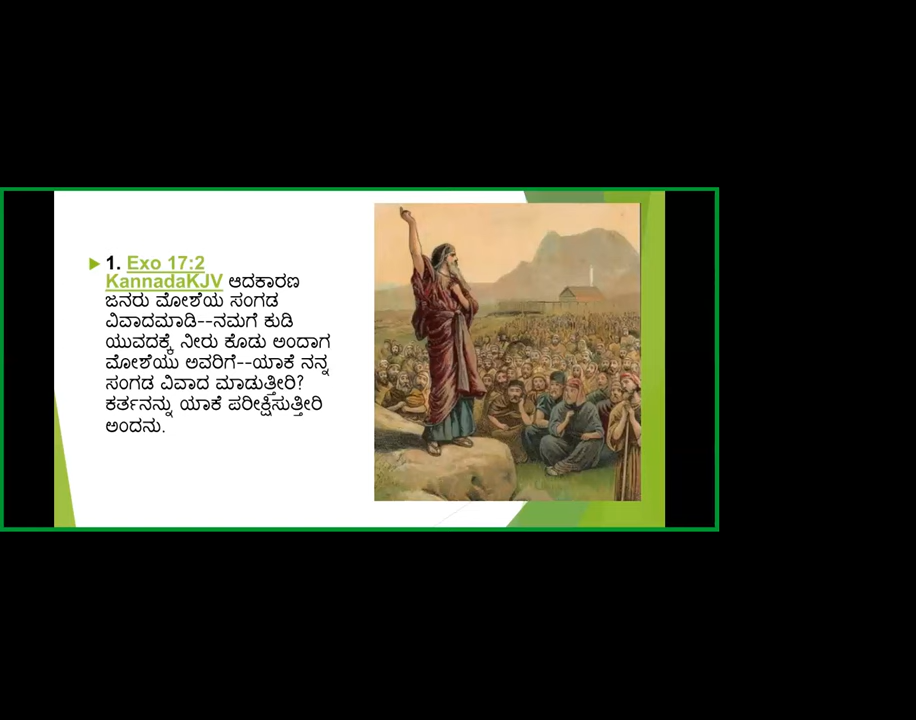 1. Exo 17:2
KannadaKJV ಆದಕಾರಣ
ಜನರು ಮೋಶೆಯ ಸಂಗಡ
ವಿವಾದಮಾಡಿ--ನಮಗೆ ಕುಡಿ
ಯುವದಕ್ಕೆ ನೀರು ಕೊಡು ಅಂದಾಗ
ಮೋಶೆಯು ಅವರಿಗೆ--ಯಾಕೆ ನನ್ನ
ಸಂಗಡ ವಿವಾದ ಮಾಡುತ್ತೀರಿ?
ಕರ್ತನನ್ನು ಯಾಕೆ ಪರೀಕ್ಷಿಸುತ್ತೀರಿ
ಅಂದನು.